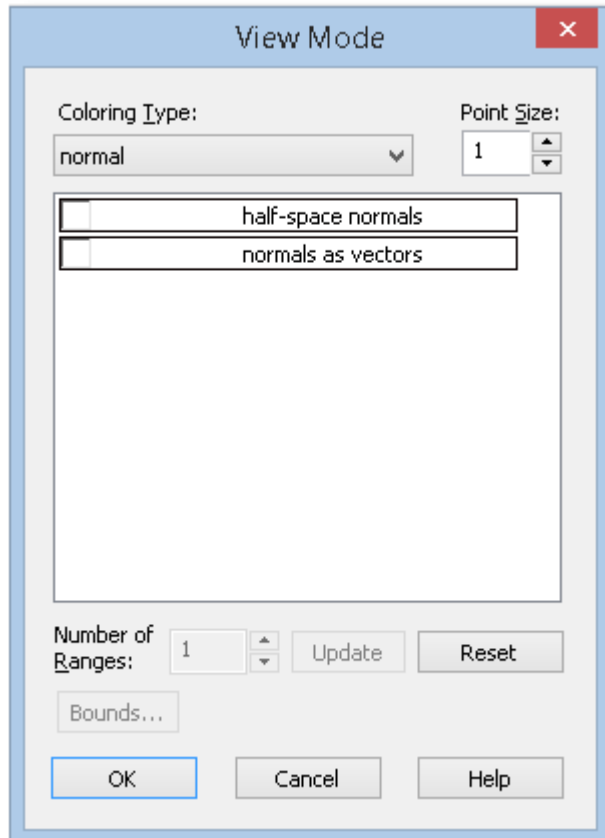 View Mode
Coloring Type:
Point Size:
normal
1
half-space normals
normals as vectors
Number of
Ranges:
1
Update
Reset
Bounds...
OK
Cancel
Help